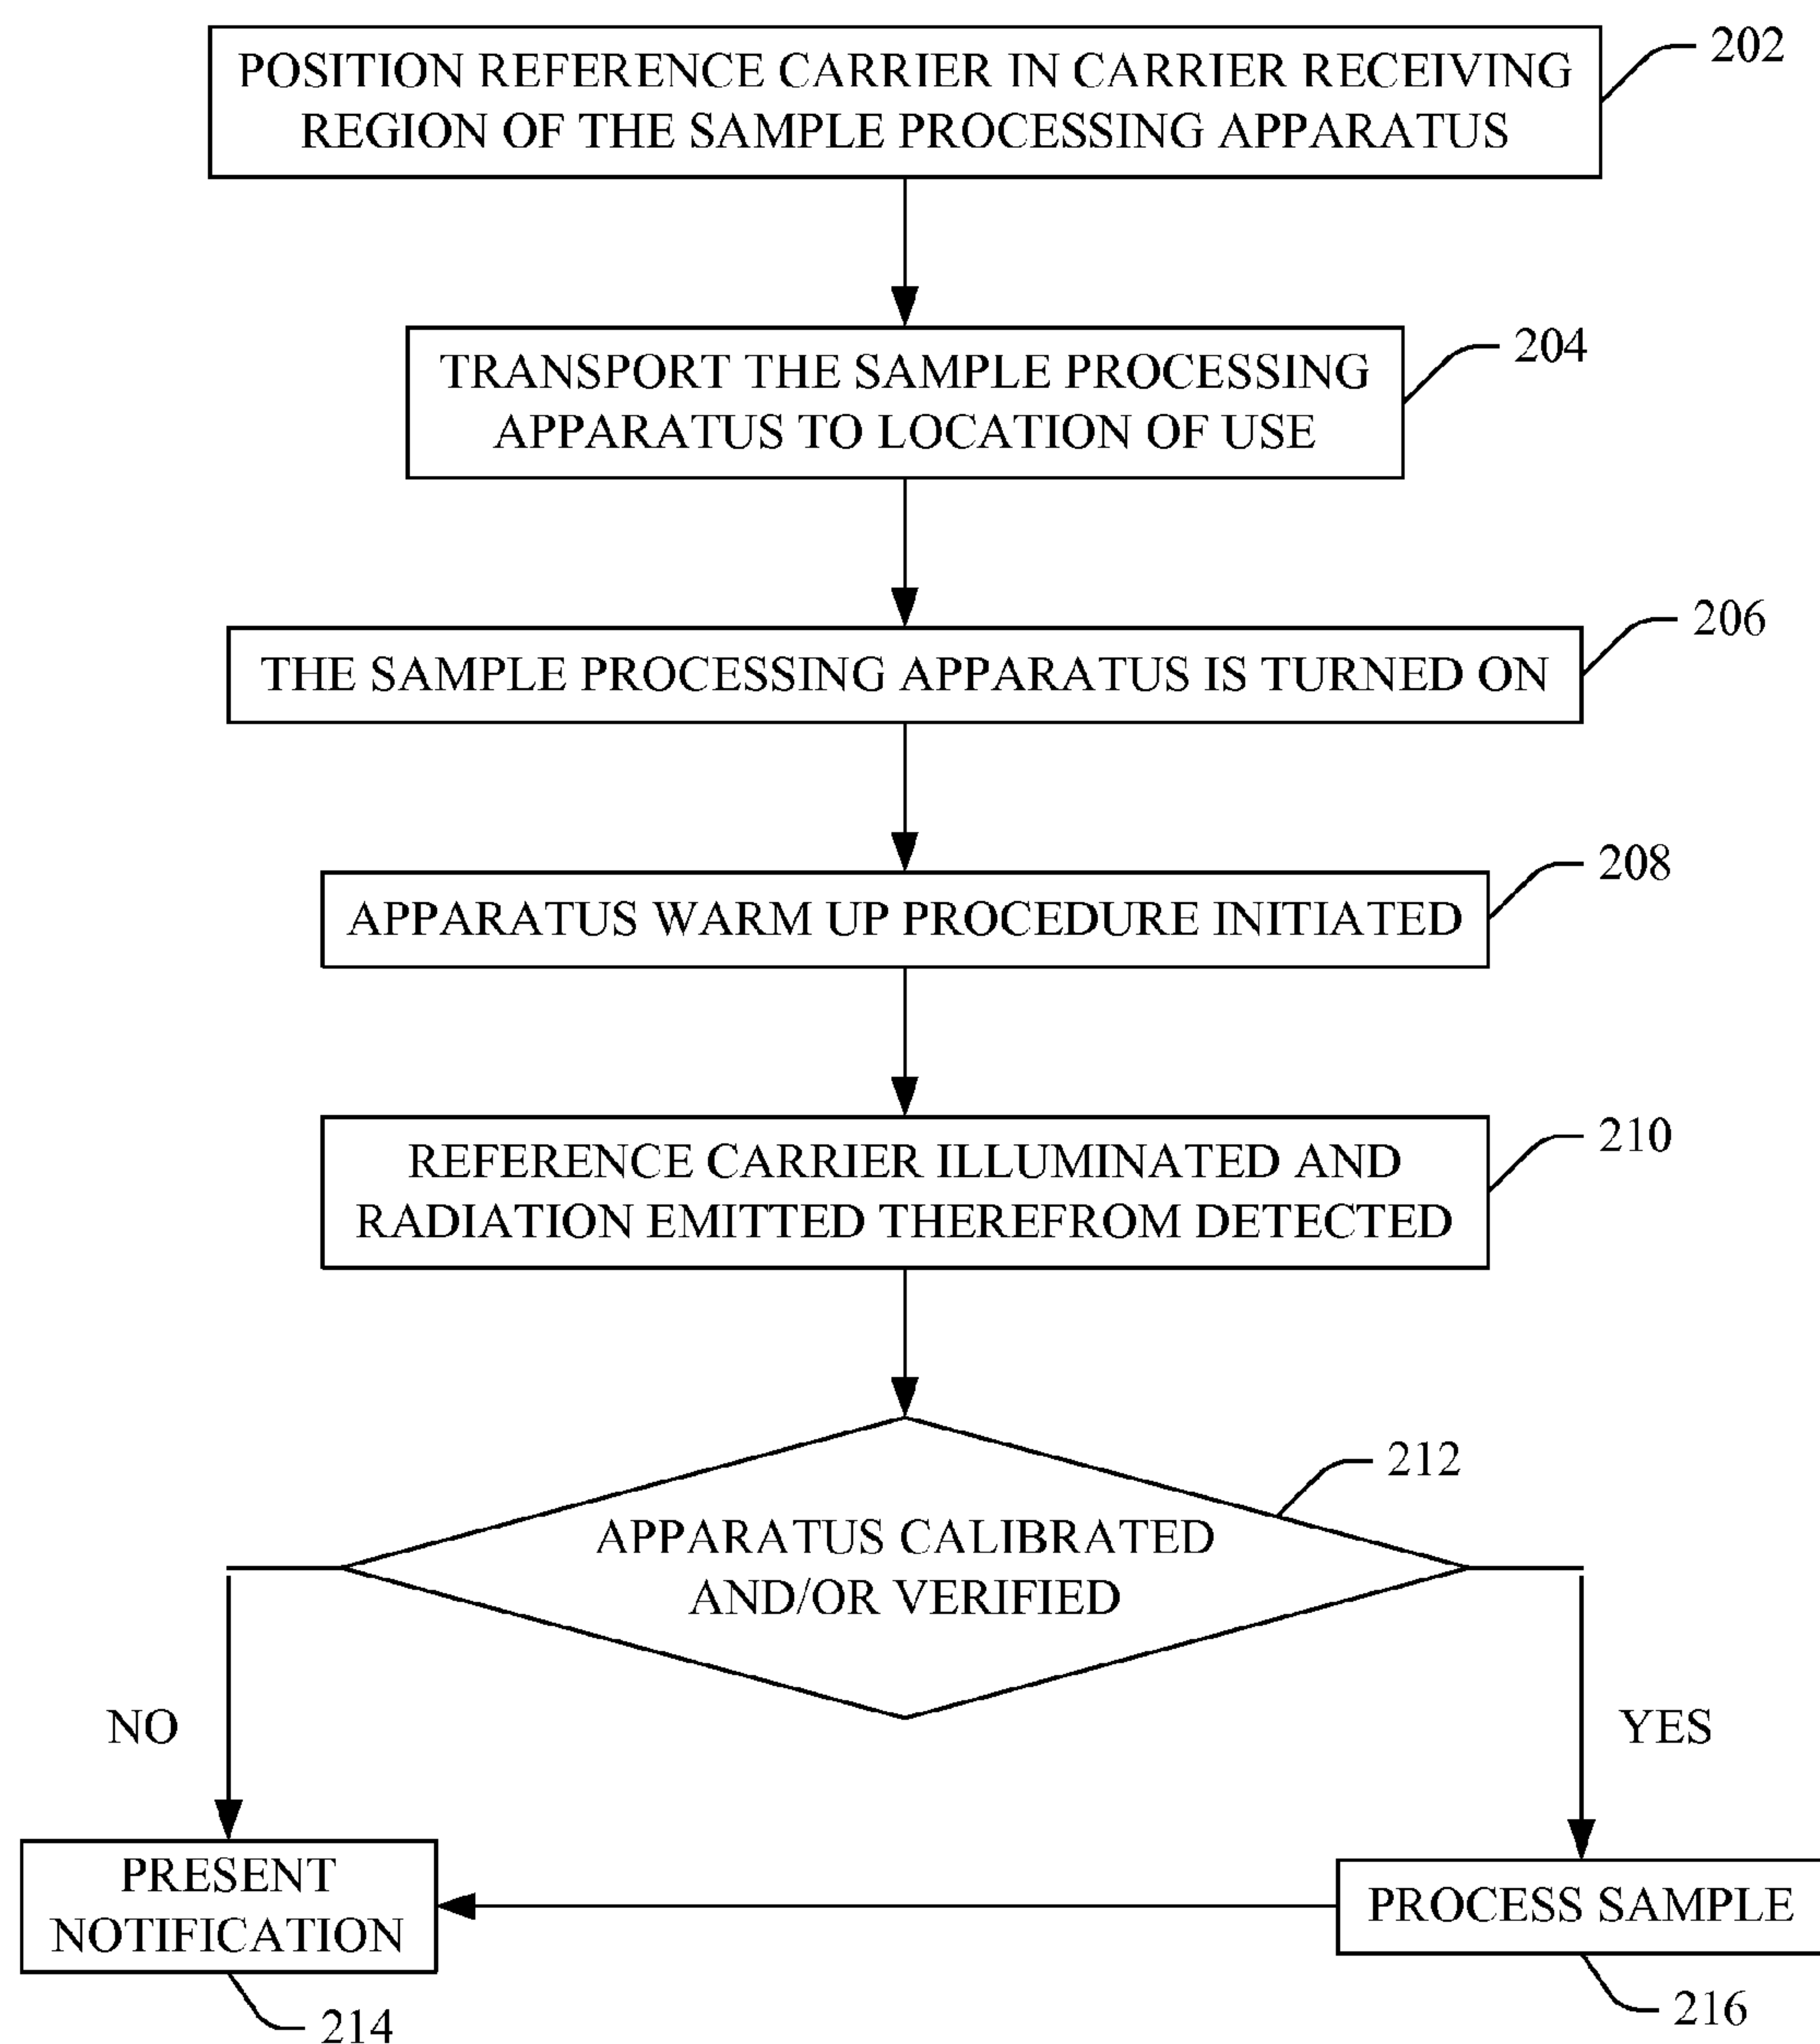 POSITION REFERENCE CARRIER IN CARRIER RECEIVING
REGION OF THE SAMPLE PROCESSING APPARATUS
202
TRANSPORT THE SAMPLE PROCESSING
APPARATUS TO LOCATION OF USE
204
THE SAMPLE PROCESSING APPARATUS IS TURNED ON
206
APPARATUS WARM UP PROCEDURE INITIATED
208
REFERENCE CARRIER ILLUMINATED AND
RADIATION EMITTED THEREFROM DETECTED
210
APPARATUS CALIBRATED
AND/OR VERIFIED
212
NO
YES
PRESENT
NOTIFICATION
214
PROCESS SAMPLE
216